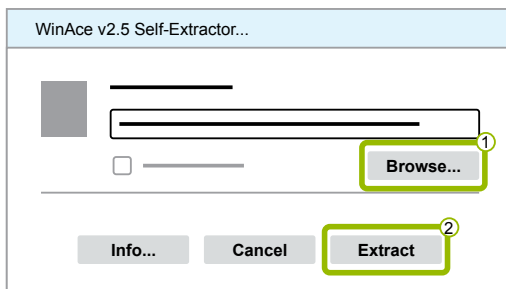 WinAce v2.5 Self-Extractor...
1
Browse...
2
Info... Cancel Extract